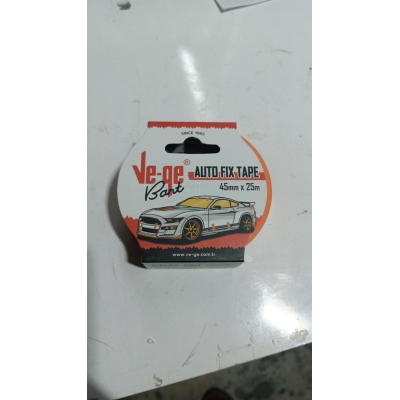 SINCE 1983
Ve-ge®
Bant
AUTO FIX TAPE
45mm x 25m
www.ve-ge.com.tr